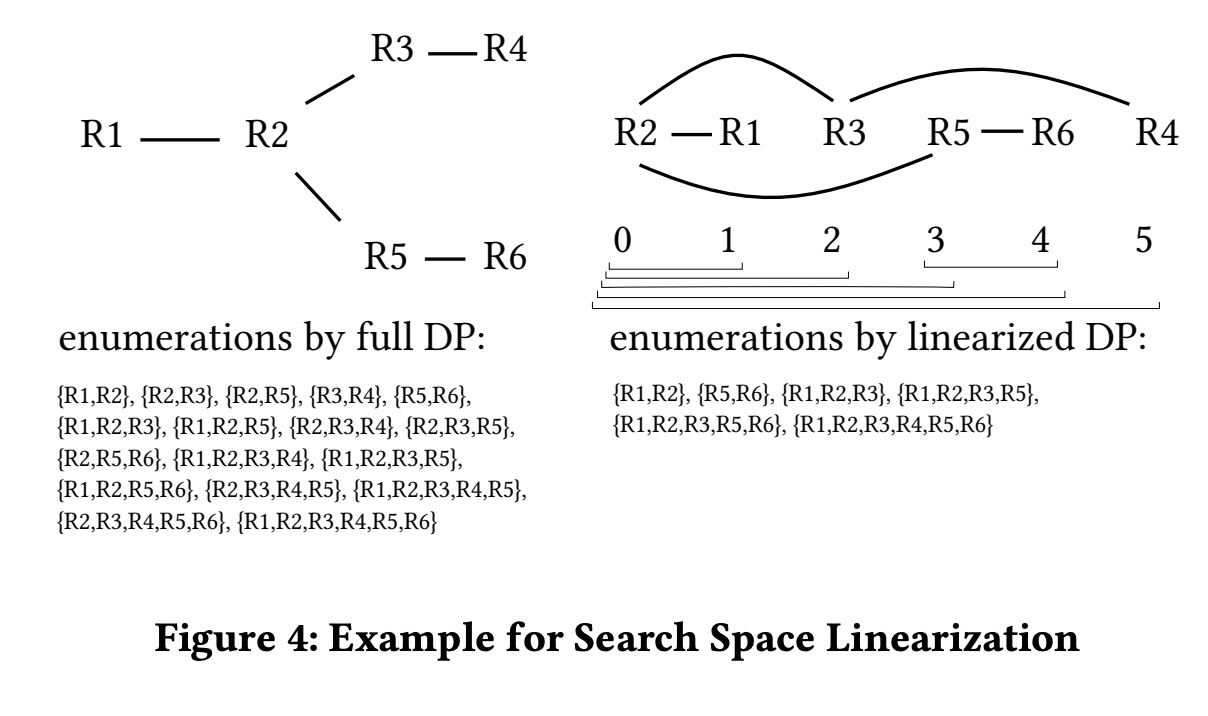 R3 R4
R1 R2
R5 R6
R2 R1 R3 R5 R6 R4
0 1 2 3 4 5
enumerations by full DP:
{R1,R2}, {R2,R3}, {R2,R5}, {R3,R4}, {R5,R6},
{R1,R2,R3}, {R1,R2,R5}, {R2,R3,R4}, {R2,R3,R5},
{R2,R5,R6}, {R1,R2,R3,R4}, {R1,R2,R3,R5},
{R1,R2,R5,R6}, {R2,R3,R4,R5}, {R1,R2,R3,R4,R5},
{R2,R3,R4,R5,R6}, {R1,R2,R3,R4,R5,R6}
enumerations by linearized DP:
{R1,R2}, {R5,R6}, {R1,R2,R3}, {R1,R2,R3,R5},
{R1,R2,R3,R5,R6}, {R1,R2,R3,R4,R5,R6}
Figure 4: Example for Search Space Linearization